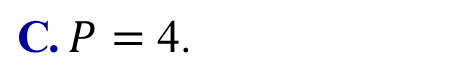 C. P = 4.